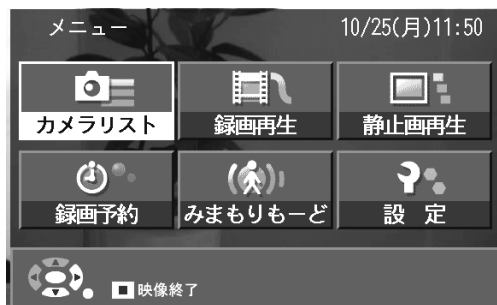 メニュー 10/25(月)11:50
カメラリスト 録画再生 静止画再生
録画予約 みまもりもーど 設 定
映像終了